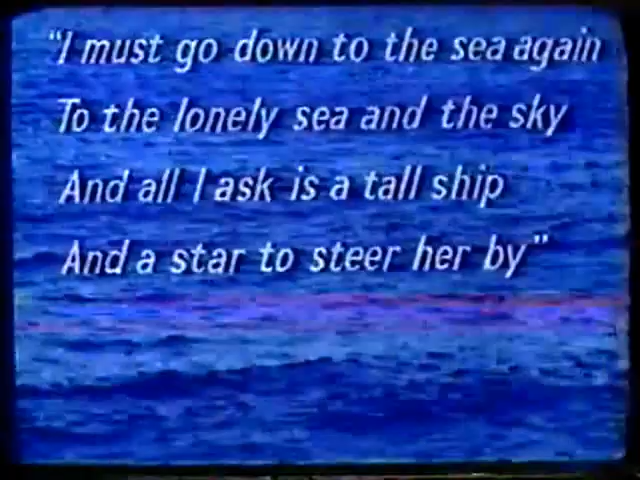 "I must go down to the sea again
To the lonely sea and the sky
And all I ask is a tall ship
And a star to steer her by"